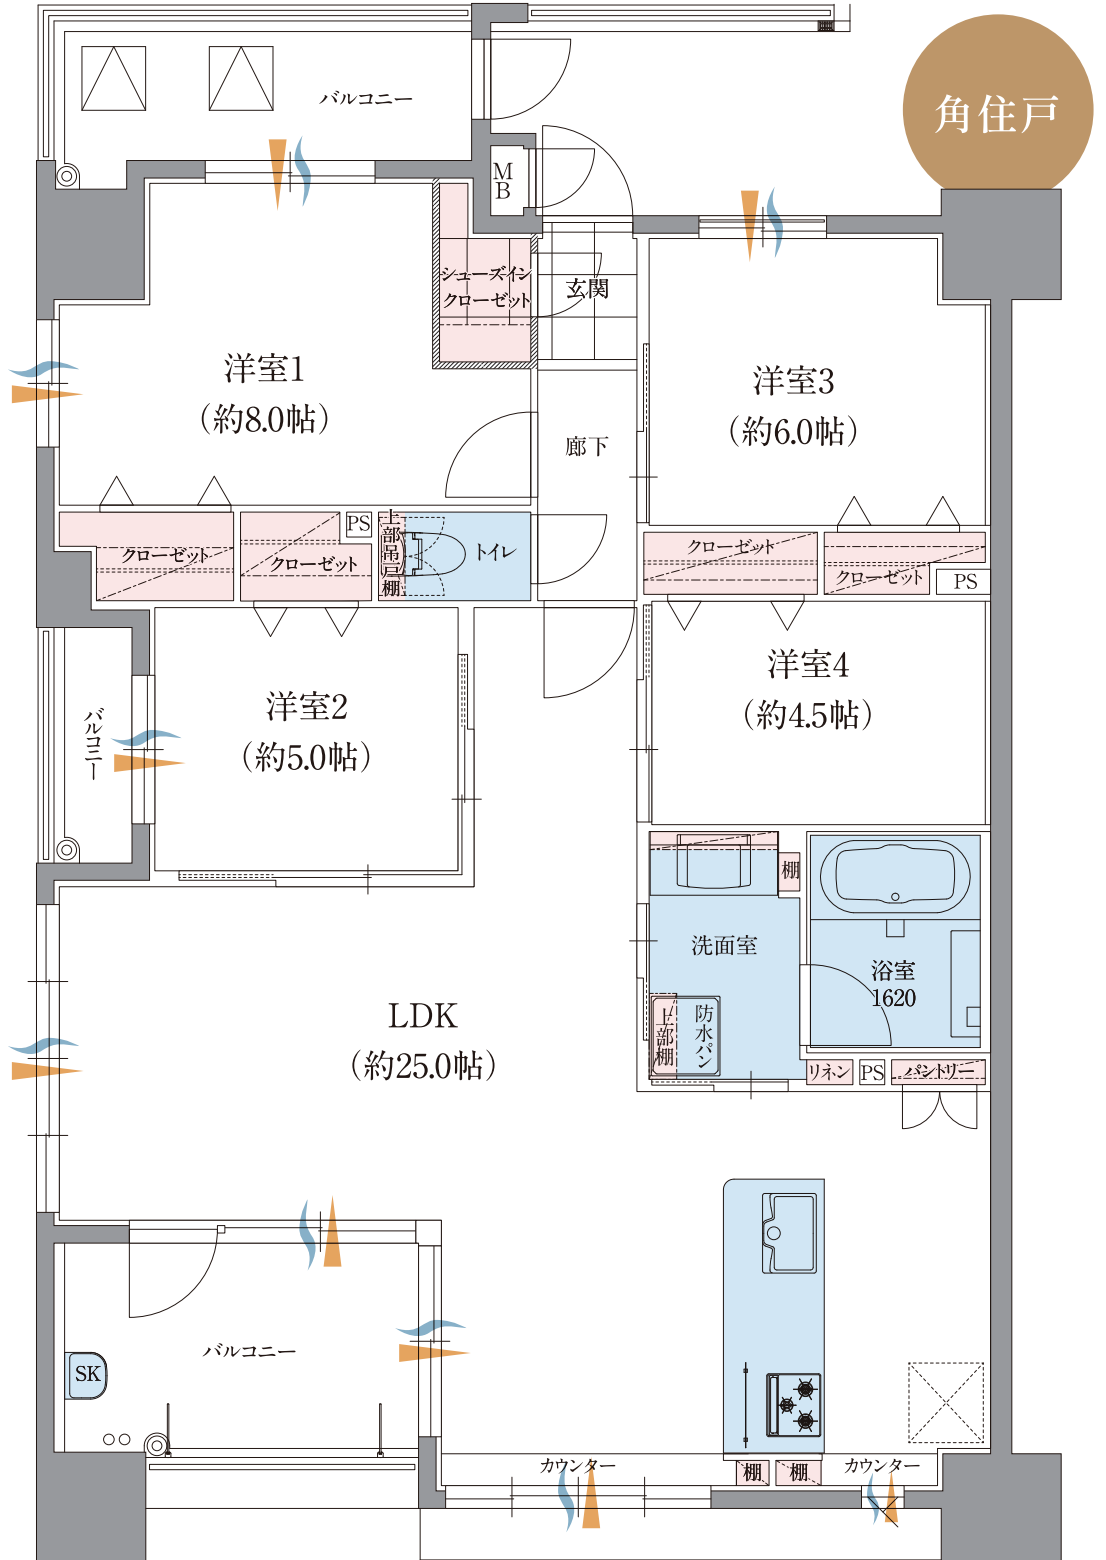 角住戸
バルコニー
MB
シューズイン
クローゼット
玄関
洋室1
(約8.0帖)
洋室3
(約6.0帖)
廊下
クローゼット
クローゼット
PS
上部吊戸棚
トイレ
クローゼット
クローゼット
PS
洋室2
(約5.0帖)
洋室4
(約4.5帖)
バルコニー
棚
洗面室
浴室
1620
LDK
(約25.0帖)
上部棚
防水パン
リネン
PS
パントリー
バルコニー
SK
カウンター
棚
棚
カウンター